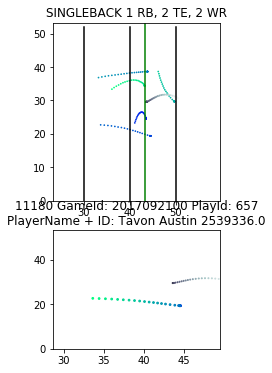 SINGLEBACK 1 RB, 2 TE, 2 WR
50
40
30
20
10
0
30 40 50
11180 GameId: 2017092100 PlayId: 657
PlayerName + ID: Tavon Austin 2539336.0
40
20
0
30 35 40 45